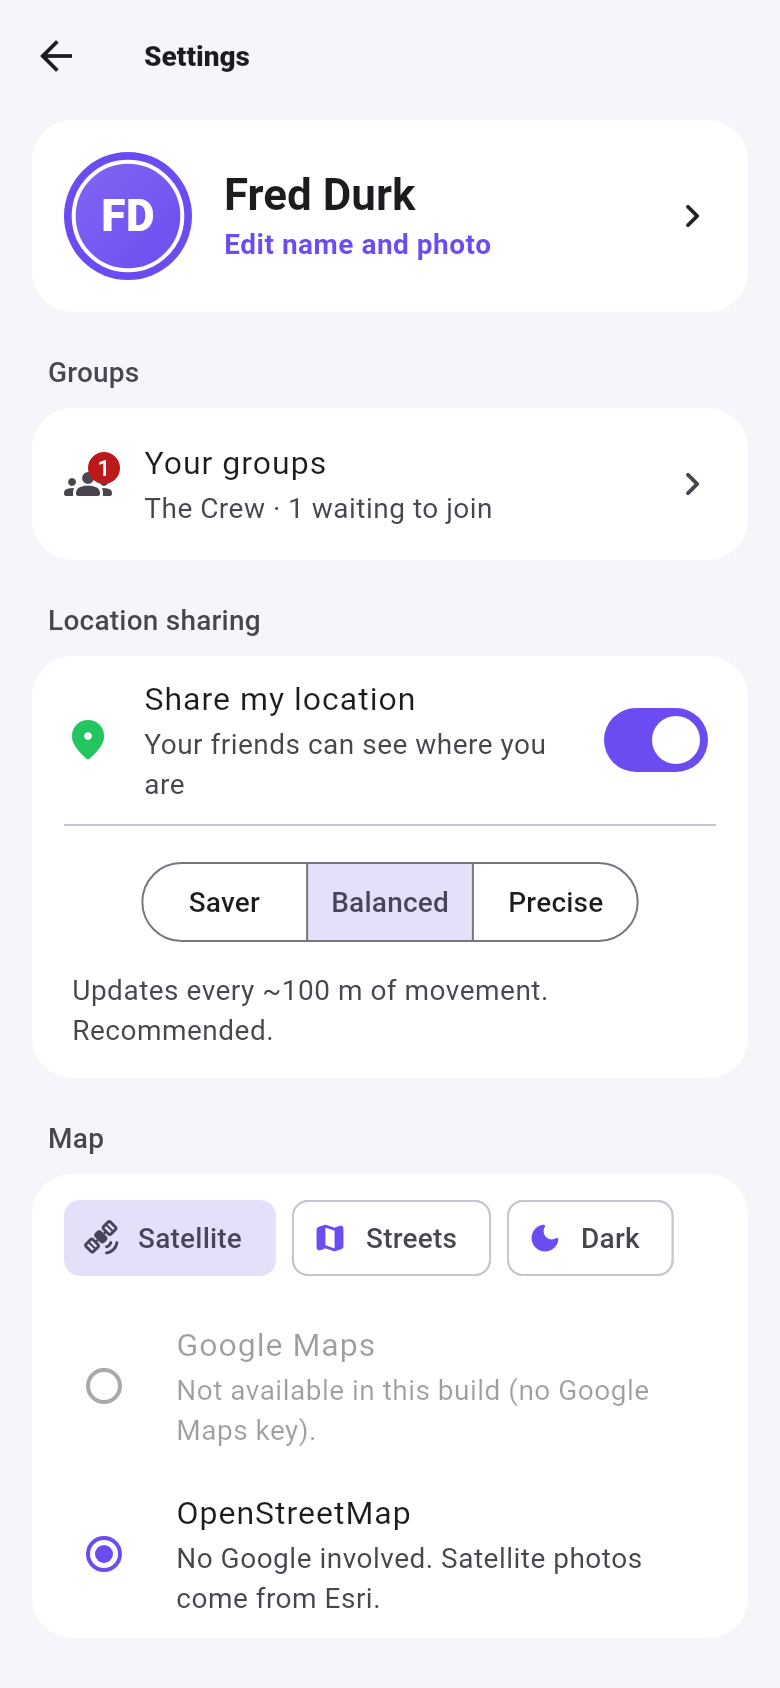 Settings
FD
Fred Durk
Edit name and photo
Groups
1
Your groups
The Crew · 1 waiting to join
Location sharing
Share my location
Your friends can see where you
are
Saver Balanced Precise
Updates every ~100 m of movement.
Recommended.
Map
Satellite Streets Dark
Google Maps
Not available in this build (no Google
Maps key).
OpenStreetMap
No Google involved. Satellite photos
come from Esri.